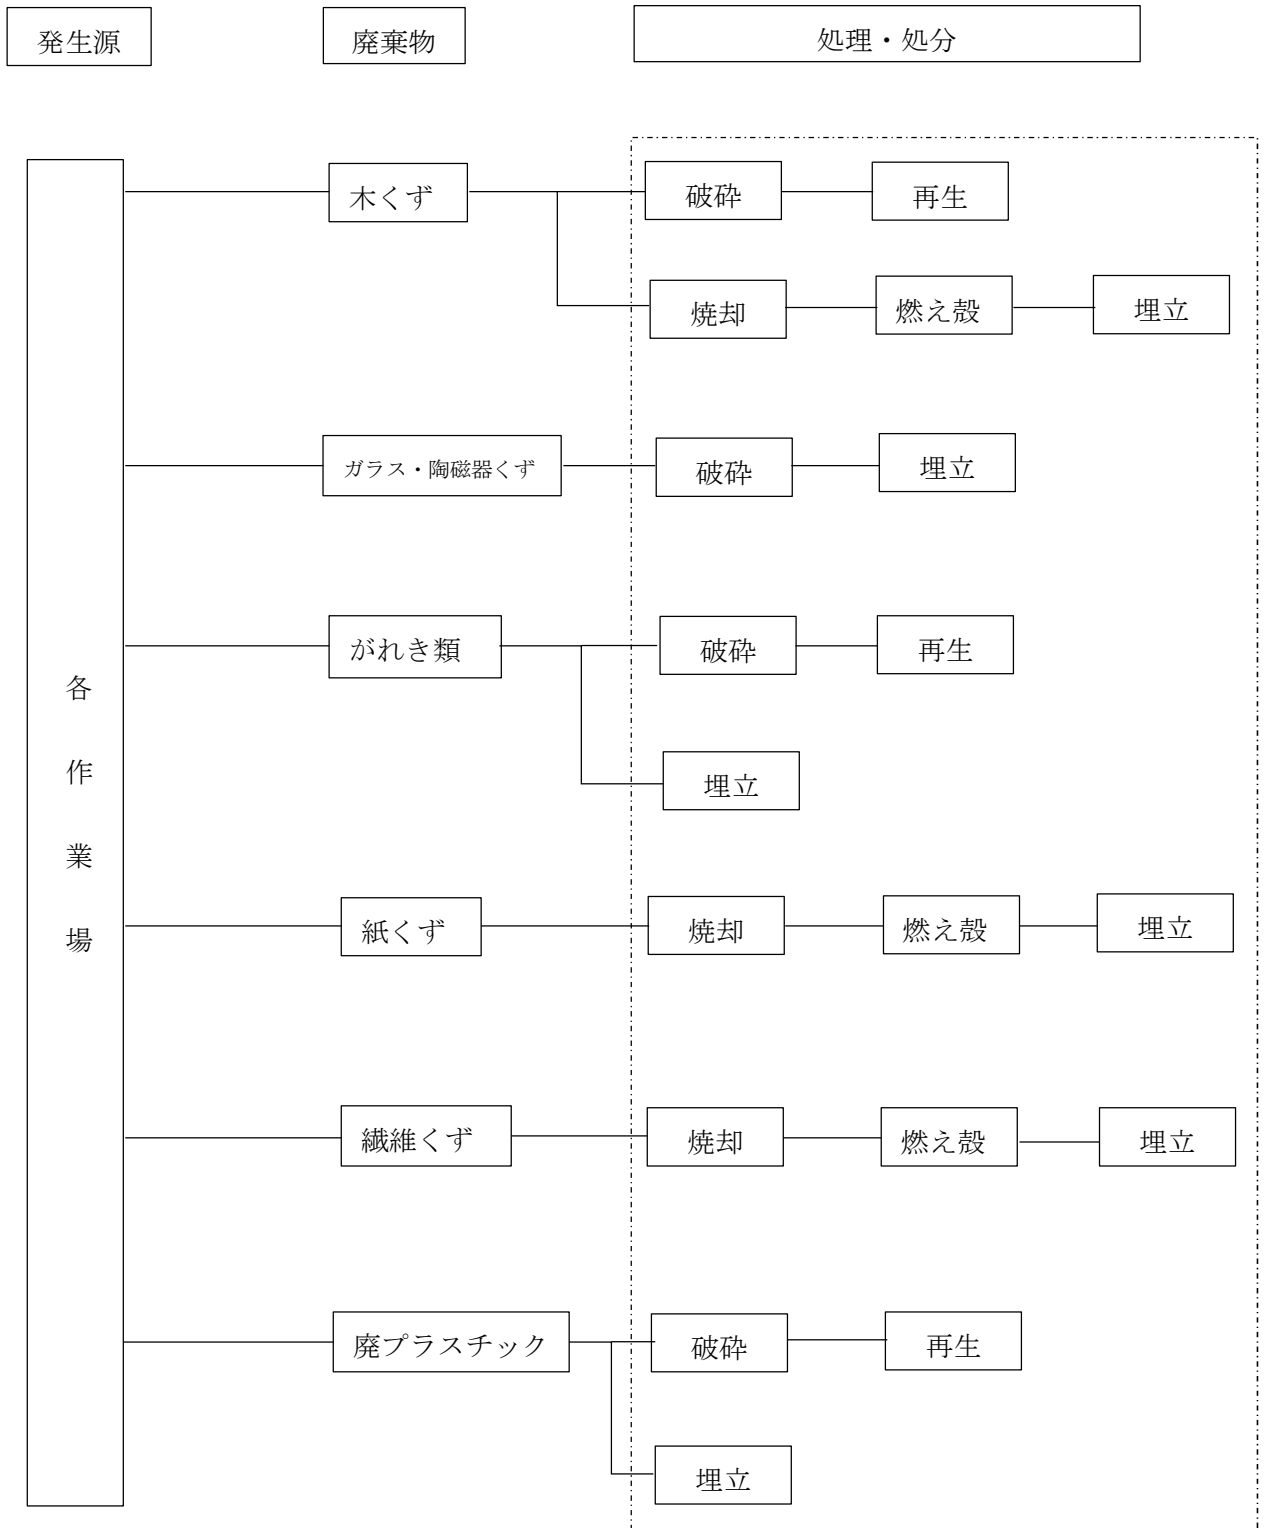 発生源
廃棄物
処理・処分
各作業場
木くず
破砕
再生
焼却
燃え殻
埋立
ガラス・陶磁器くず
破砕
埋立
がれき類
破砕
再生
埋立
紙くず
焼却
燃え殻
埋立
繊維くず
焼却
燃え殻
埋立
廃プラスチック
破砕
再生
埋立